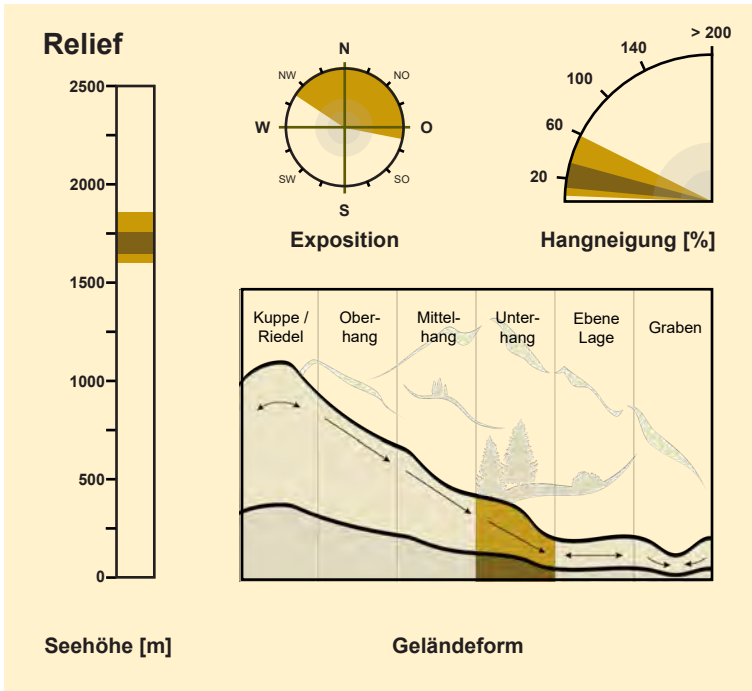 Relief
2500
2000
1500
1000
500
0
Seehöhe [m]
N
NW
NO
W
O
SW
SO
S
Exposition
> 200
140
100
60
20
Hangneigung [%]
Kuppe /
Riedel
Ober-
hang
Mittel-
hang
Unter-
hang
Ebene
Lage
Graben
Geländeform